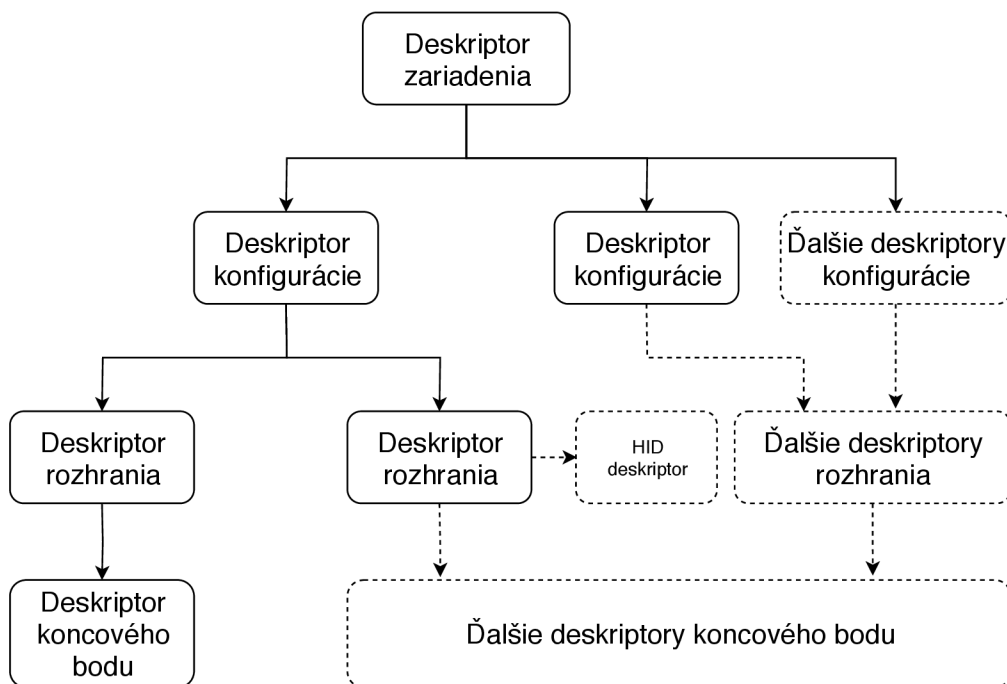 Deskriptor
zariadenia
Deskriptor
konfigurácie
Deskriptor
konfigurácie
Ďalšie deskriptory
konfigurácie
Deskriptor
rozhrania
Deskriptor
rozhrania
HID
deskriptor
Ďalšie deskriptory
rozhrania
Deskriptor
koncového
bodu
Ďalšie deskriptory koncového bodu